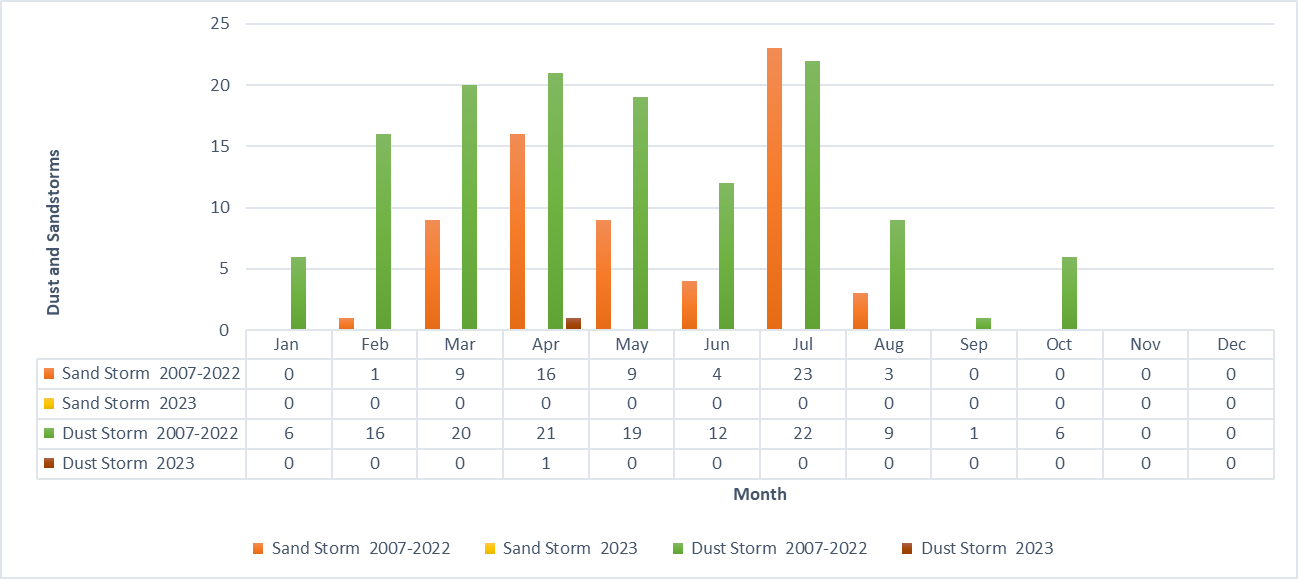 25
20
15
10
5
0
Dust and Sandstorms
Jan Feb Mar Apr May Jun Jul Aug Sep Oct Nov Dec
Sand Storm 2007-2022 0 1 9 16 9 4 23 3 0 0 0 0
Sand Storm 2023 0 0 0 0 0 0 0 0 0 0 0 0
Dust Storm 2007-2022 6 16 20 21 19 12 22 9 1 6 0 0
Dust Storm 2023 0 0 0 1 0 0 0 0 0 0 0 0
Month
Sand Storm 2007-2022 Sand Storm 2023 Dust Storm 2007-2022 Dust Storm 2023